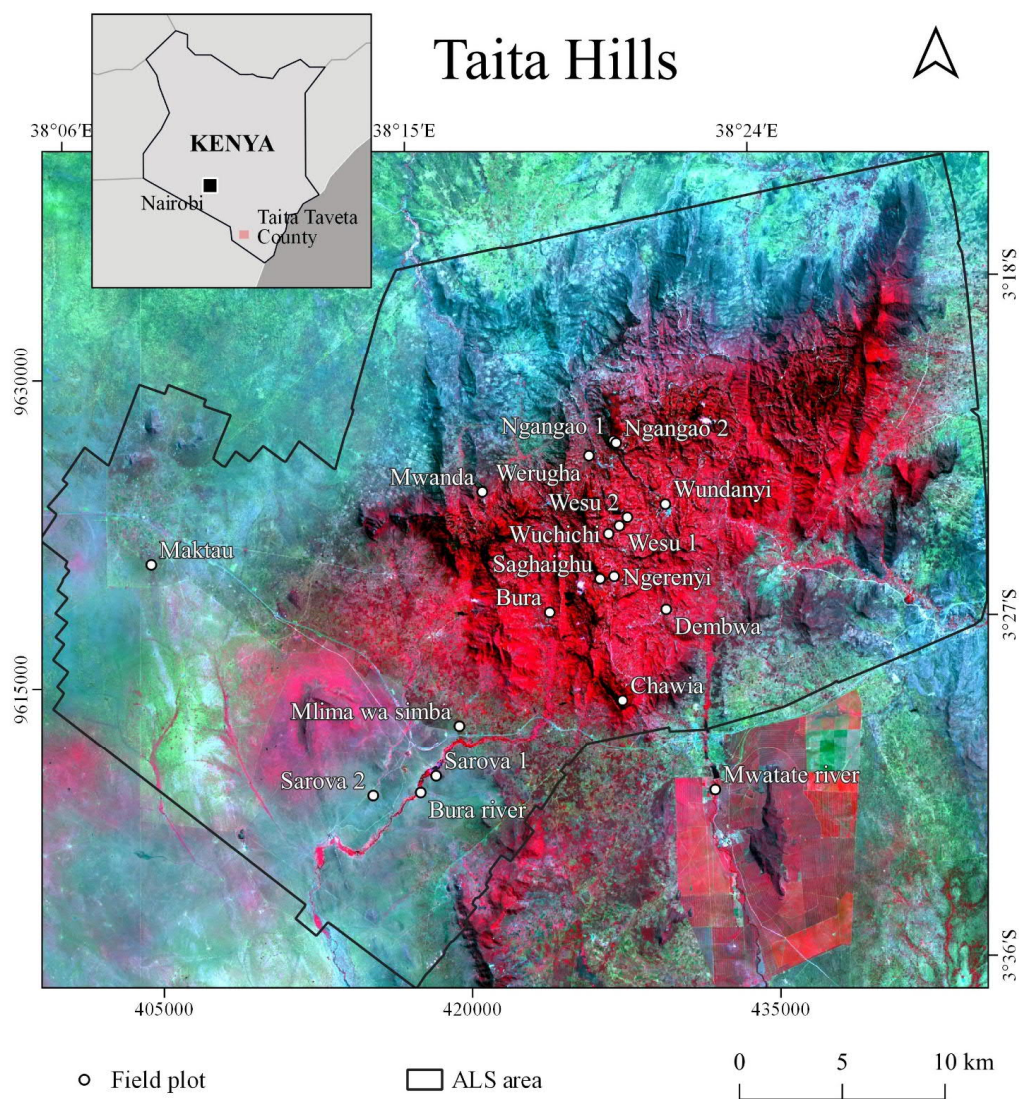 Taita Hills
KENYA
Nairobi
Taita Taveta
County
38°06′E
38°15′E
38°24′E
3°18′S
3°27′S
3°36′S
9630000
9615000
Ngangao 1
Ngangao 2
Mwanda
Werugha
Wesu 2
Wundanyi
Wuchichi
Wesu 1
Maktau
Saghaighu
Ngerenyi
Bura
Dembwa
Chawia
Mlima wa simba
Sarova 1
Mwatate river
Sarova 2
Bura river
405000
420000
435000
Field plot
ALS area
0
5
10 km